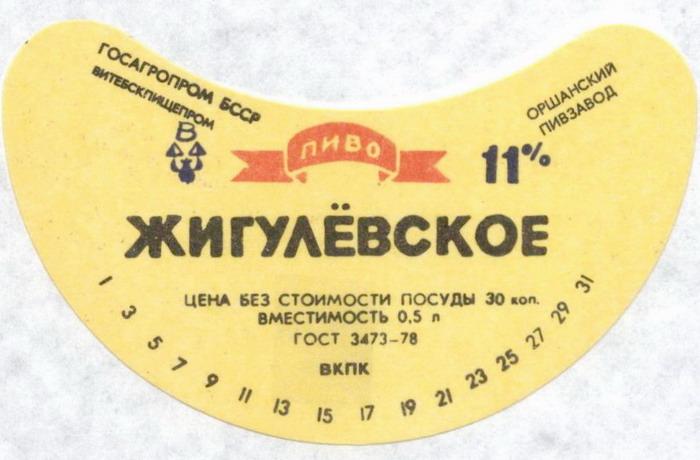 ГОСАГРОПРОМ БССР
ВИТЕБСКПИЩЕПРОМ
В
ОРШАНСКИЙ
ПИВЗАВОД
ПИВО
11%
ЖИГУЛЁВСКОЕ
ЦЕНА БЕЗ СТОИМОСТИ ПОСУДЫ 30 коп.
ВМЕСТИМОСТЬ 0,5 л
ГОСТ 3473-78
ВКПК
1 3 5 7 9 11 13 15 17 19 21 23 25 27 29 31